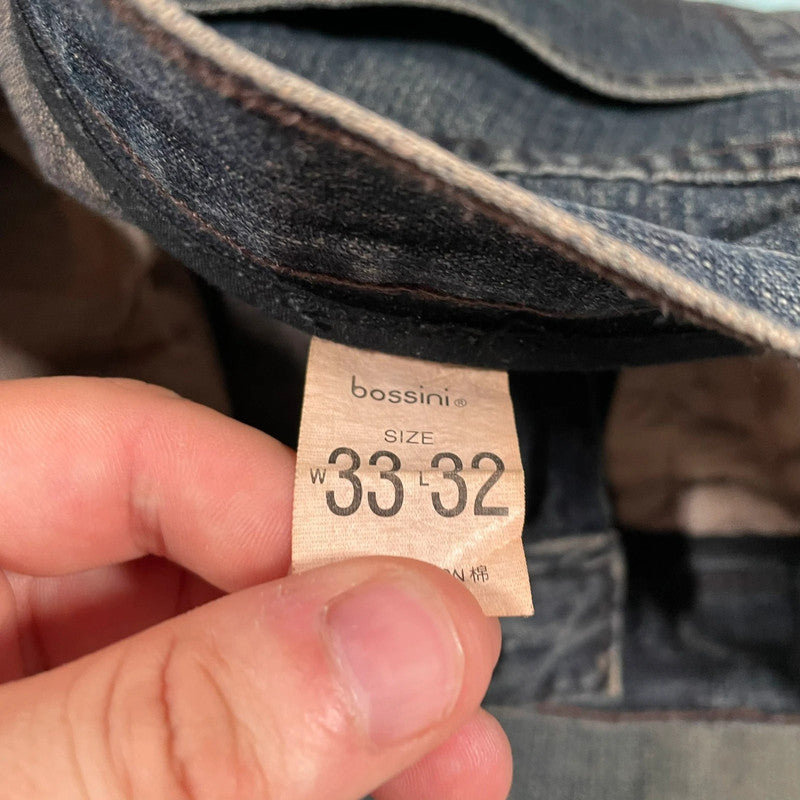 bossini®
SIZE
W33 L32
棉